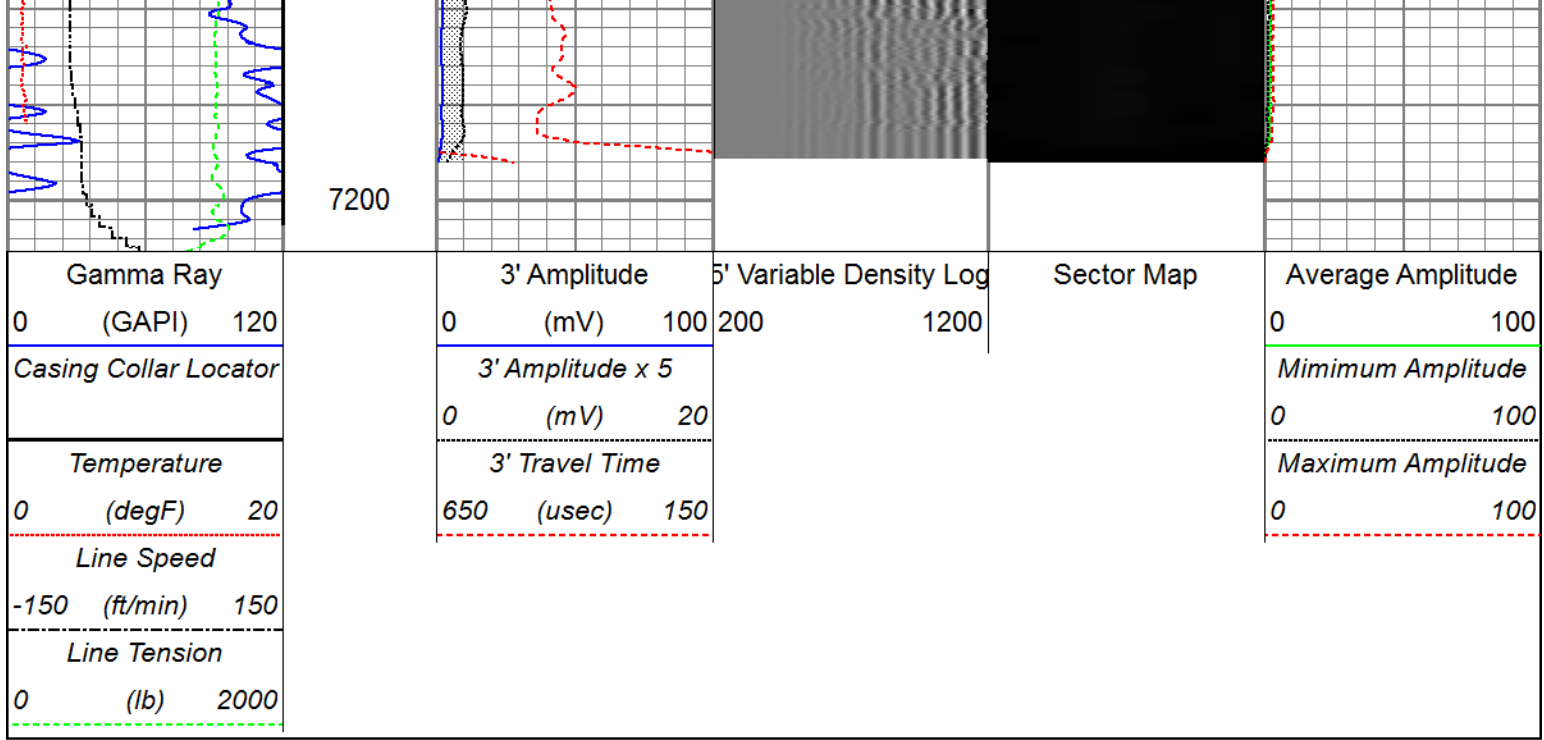 7200
Gamma Ray
0 (GAPI) 120
Casing Collar Locator
Temperature
0 (degF) 20
Line Speed
-150 (ft/min) 150
Line Tension
0 (lb) 2000
3' Amplitude
0 (mV) 100
3' Amplitude x 5
0 (mV) 20
3' Travel Time
650 (usec) 150
5' Variable Density Log
200 1200
Sector Map
Average Amplitude
0 100
Mimimum Amplitude
0 100
Maximum Amplitude
0 100